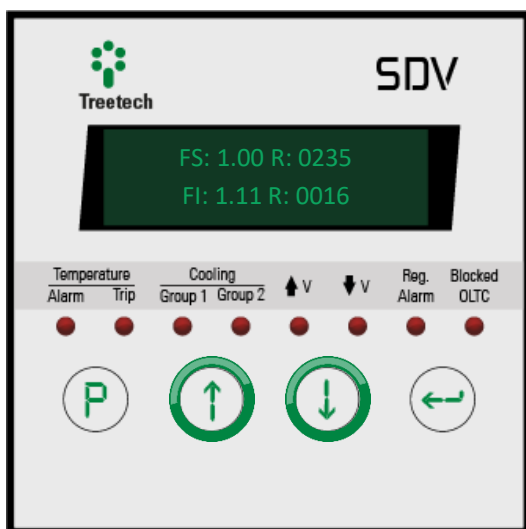 Treetech
SDV
FS: 1.00 R: 0235
FI: 1.11 R: 0016
Temperature
Alarm Trip
Cooling
Group 1 Group 2
V
V
Reg.
Alarm
Blocked
OLTC
P